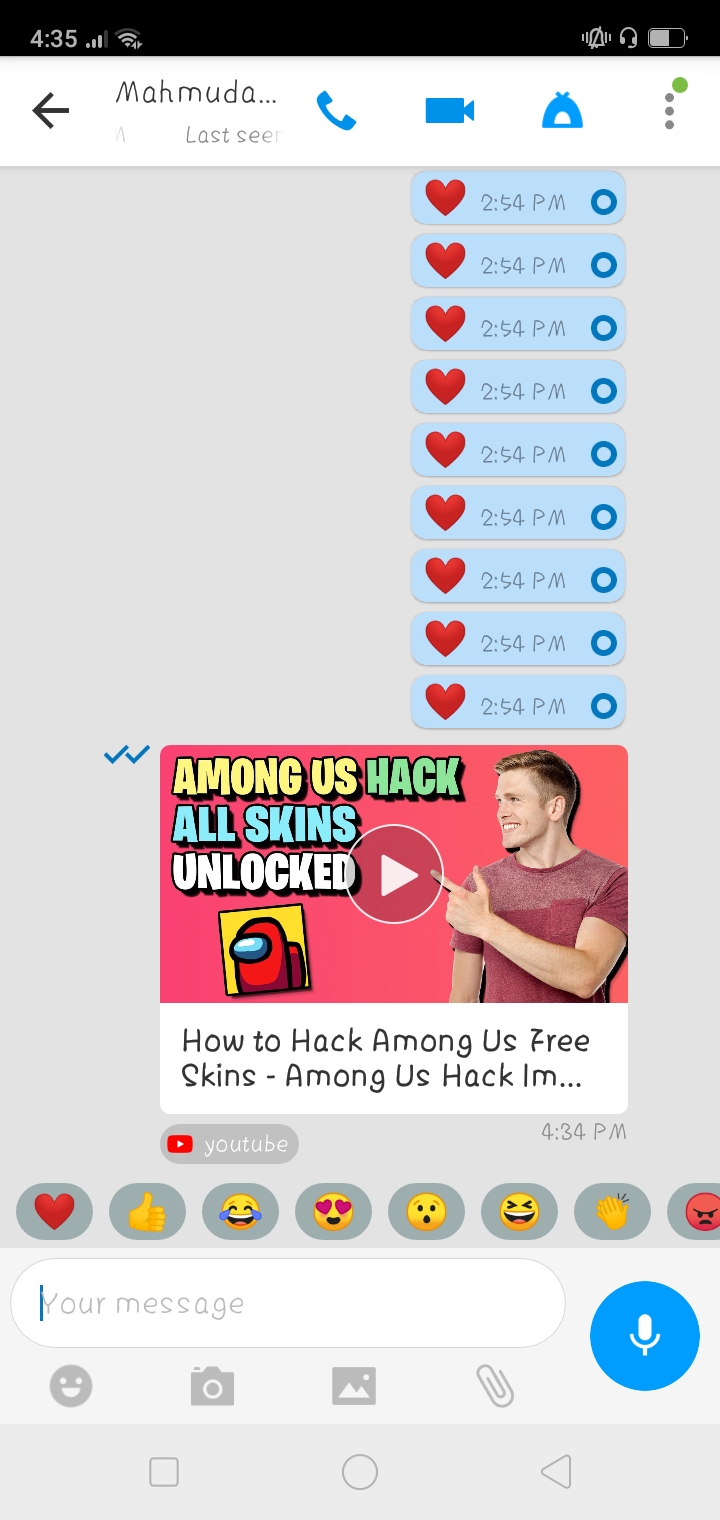 4:35
Mahmuda...
M Last seen
❤️ 2:54 PM
❤️ 2:54 PM
❤️ 2:54 PM
❤️ 2:54 PM
❤️ 2:54 PM
❤️ 2:54 PM
❤️ 2:54 PM
❤️ 2:54 PM
❤️ 2:54 PM
AMONG US HACK
ALL SKINS
UNLOCKED
How to Hack Among Us Free
Skins - Among Us Hack Im...
4:34 PM
youtube
Your message